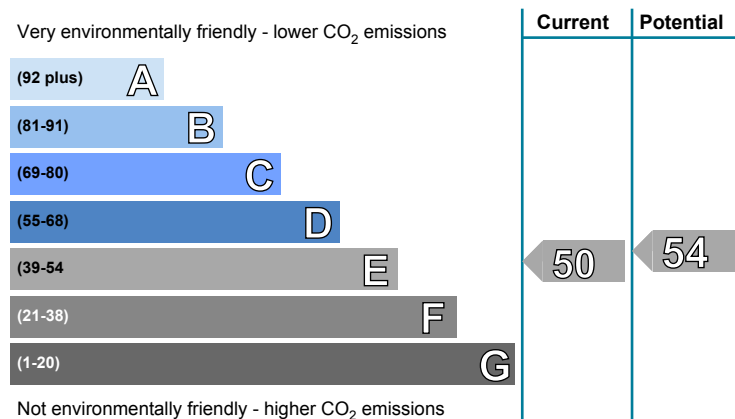 Very environmentally friendly - lower CO2 emissions
Current
Potential
(92 plus) A
(81-91) B
(69-80) C
(55-68) D
(39-54 E
50
54
(21-38) F
(1-20) G
Not environmentally friendly - higher CO2 emissions